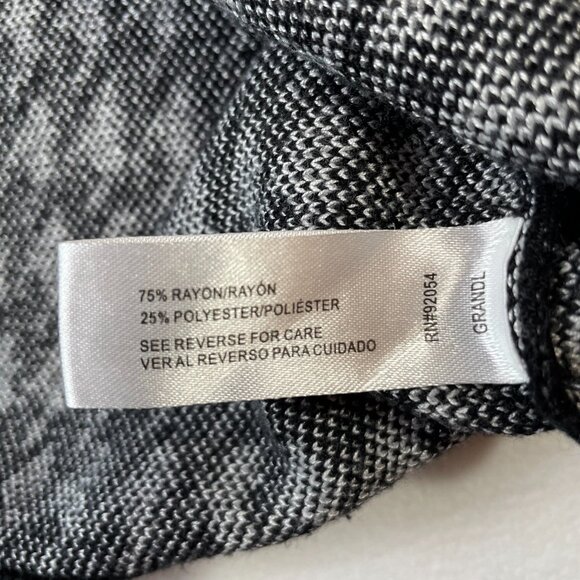 75% RAYON/RAYÓN
25% POLYESTER/POLIÉSTER
SEE REVERSE FOR CARE
VER AL REVERSO PARA CUIDADO
RN#92054
GRANDL